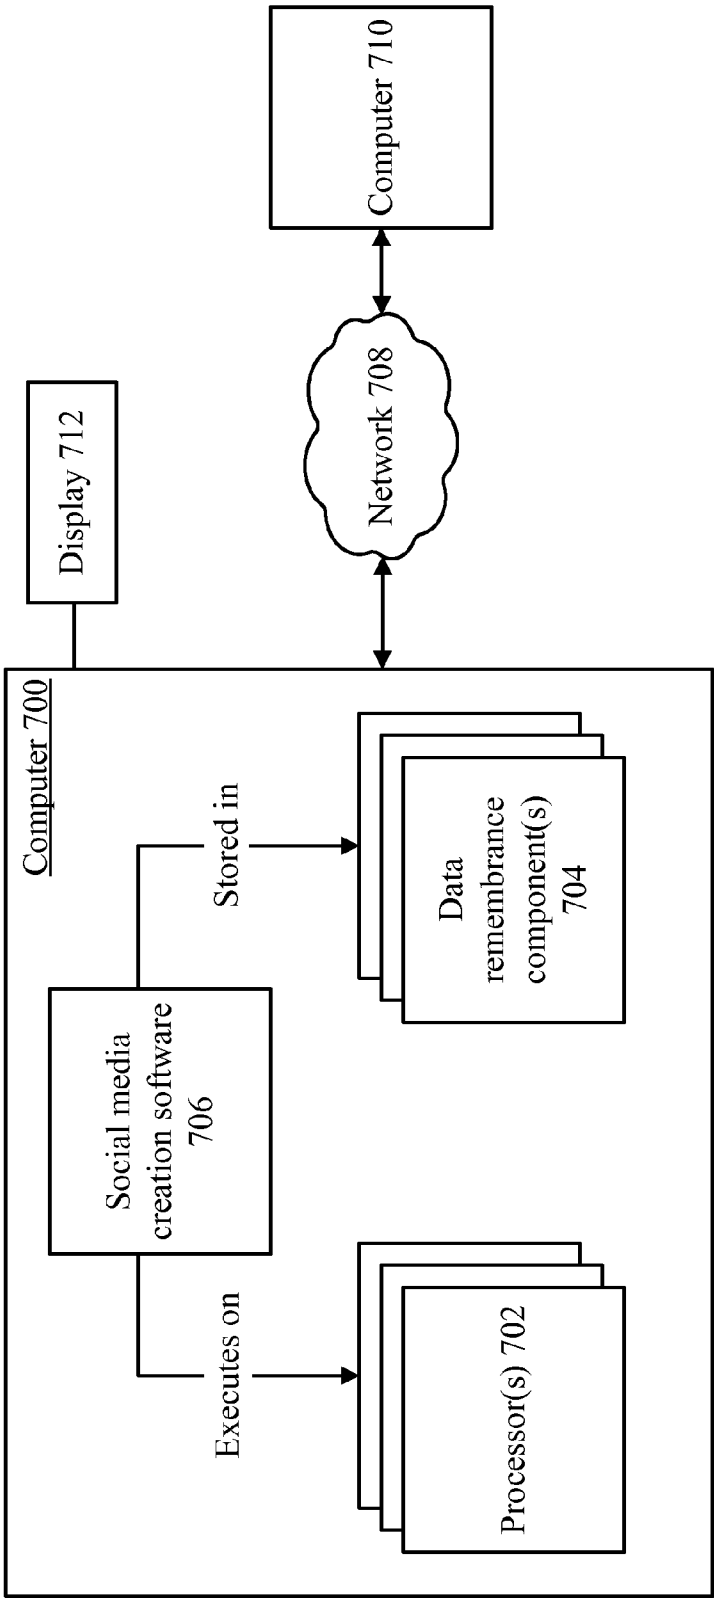 Computer 700
Social media
creation software
706
Executes on
Stored in
Processor(s) 702
Data
remembrance
component(s)
704
Display 712
Network 708
Computer 710